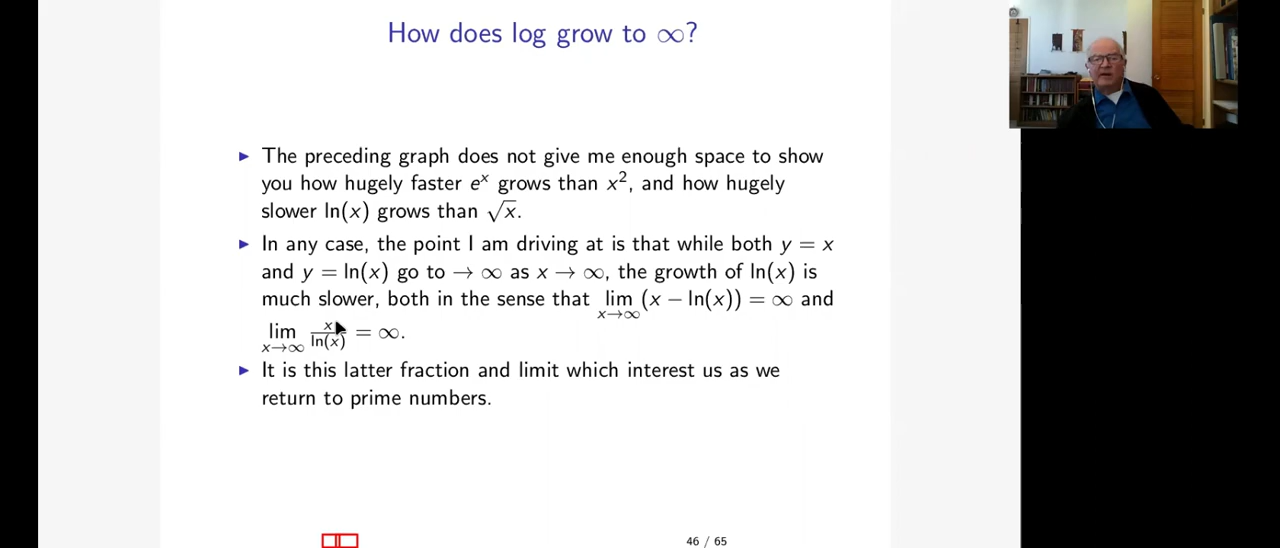 How does log grow to ∞?
▶ The preceding graph does not give me enough space to show
you how hugely faster eˣ grows than x², and how hugely
slower ln(x) grows than √x.
▶ In any case, the point I am driving at is that while both y = x
and y = ln(x) go to → ∞ as x → ∞, the growth of ln(x) is
much slower, both in the sense that lim x→∞ (x − ln(x)) = ∞ and
lim x→∞ x/ln(x) = ∞.
▶ It is this latter fraction and limit which interest us as we
return to prime numbers.
46 / 65